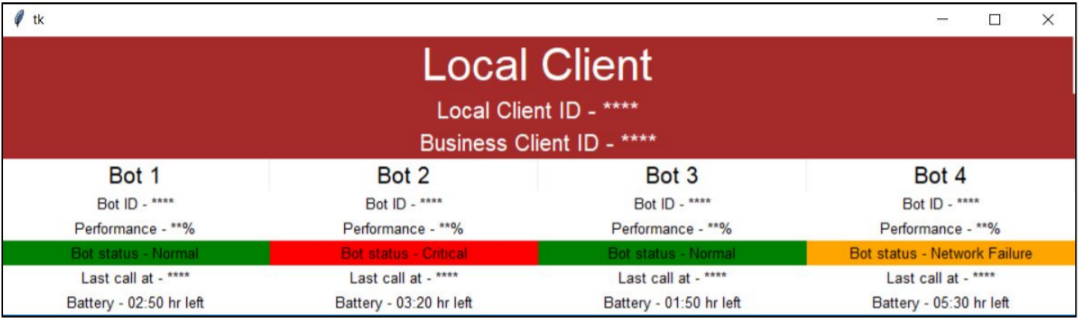 tk
Local Client
Local Client ID - ****
Business Client ID - ****
Bot 1 Bot 2 Bot 3 Bot 4
Bot ID - **** Bot ID - **** Bot ID - **** Bot ID - ****
Performance - **% Performance - **% Performance - **% Performance - **%
Bot status - Normal Bot status - Critical Bot status - Normal Bot status - Network Failure
Last call at - **** Last call at - **** Last call at - **** Last call at - ****
Battery - 02:50 hr left Battery - 03:20 hr left Battery - 01:50 hr left Battery - 05:30 hr left